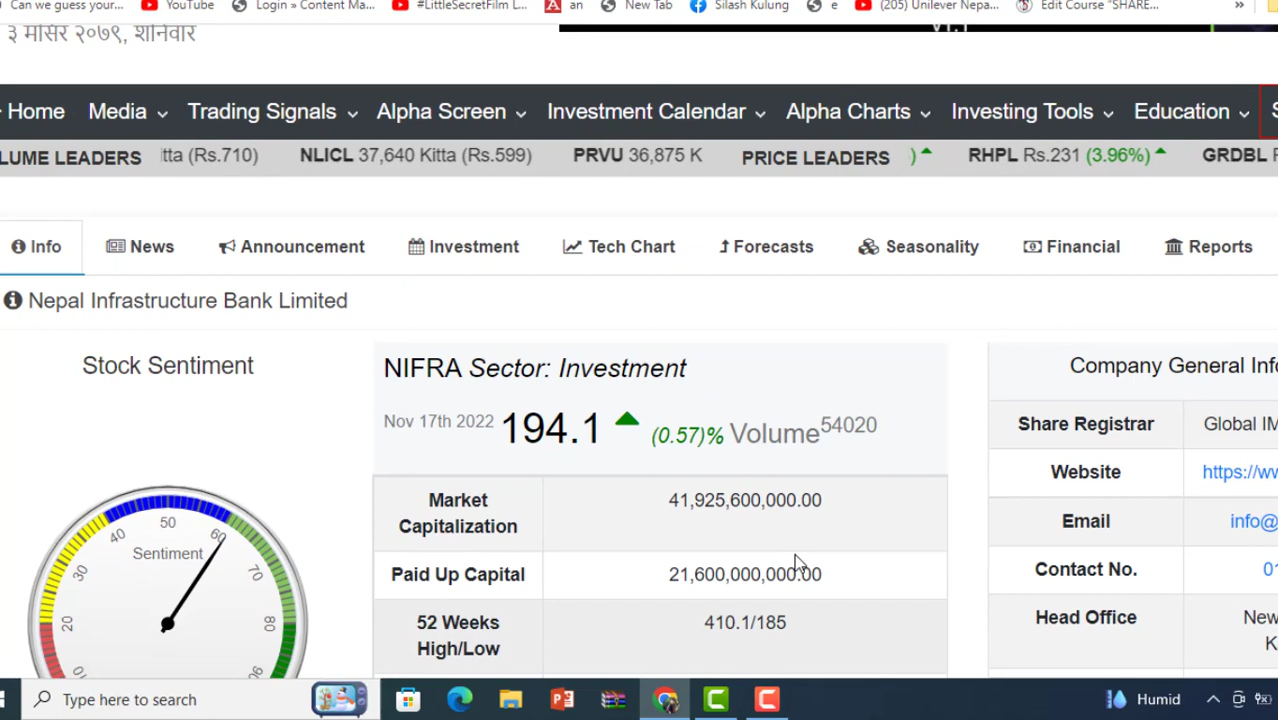 Can we guess your...
YouTube
Login » Content Ma...
#LittleSecretFilm L...
an
New Tab
Silash Kulung
e
(205) Unilever Nepa...
Edit Course "SHARE...
»
३ मंसिर २०७९, शनिवार
Home Media Trading Signals Alpha Screen Investment Calendar Alpha Charts Investing Tools Education S
LUME LEADERS itta (Rs.710) NLICL 37,640 Kitta (Rs.599) PRVU 36,875 K PRICE LEADERS ) RHPL Rs.231 (3.96%) GRDBL
Info News Announcement Investment Tech Chart Forecasts Seasonality Financial Reports
Nepal Infrastructure Bank Limited
Stock Sentiment
20 30 40 50 60 70 80
Sentiment
NIFRA Sector: Investment
Nov 17th 2022 194.1 (0.57)% Volume 54020
Market Capitalization 41,925,600,000.00
Paid Up Capital 21,600,000,000.00
52 Weeks High/Low 410.1/185
Company General Inf
Share Registrar Global IM
Website https://ww
Email info@
Contact No. 01
Head Office New
K
Type here to search
Humid